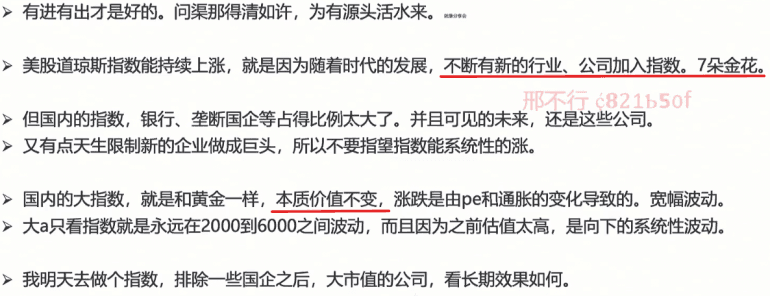 ➤ 有进有出才是好的。问渠那得清如许，为有源头活水来。
➤ 美股道琼斯指数能持续上涨，就是因为随着时代的发展，不断有新的行业、公司加入指数。7朵金花。
邢不行
➤ 但国内的指数，银行、垄断国企等占得比例太大了。并且可见的未来，还是这些公司。
➤ 又有点天生限制新的企业做成巨头，所以不要指望指数能系统性的涨。
➤ 国内的大指数，就是和黄金一样，本质价值不变，涨跌是由pe和通胀的变化导致的。宽幅波动。
➤ 大a只看指数就是永远在2000到6000之间波动，而且因为之前估值太高，是向下的系统性波动。
➤ 我明天去做个指数，排除一些国企之后，大市值的公司，看长期效果如何。